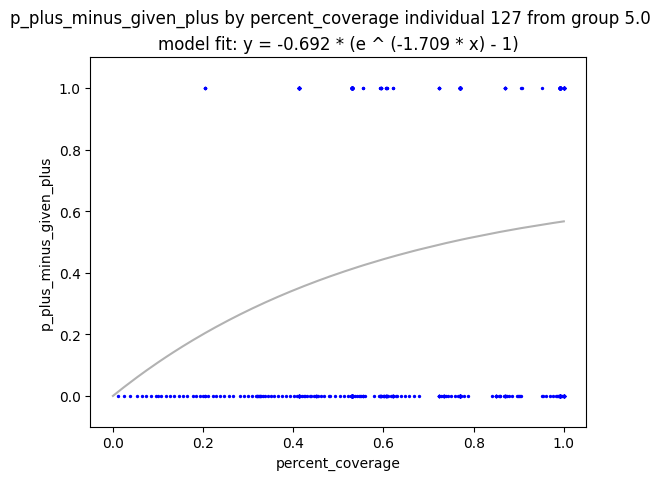 p_plus_minus_given_plus by percent_coverage individual 127 from group 5.0
model fit: y = -0.692 * (e ^ (-1.709 * x) - 1)
1.0
0.8
0.6
0.4
0.2
0.0
p_plus_minus_given_plus
0.0 0.2 0.4 0.6 0.8 1.0
percent_coverage